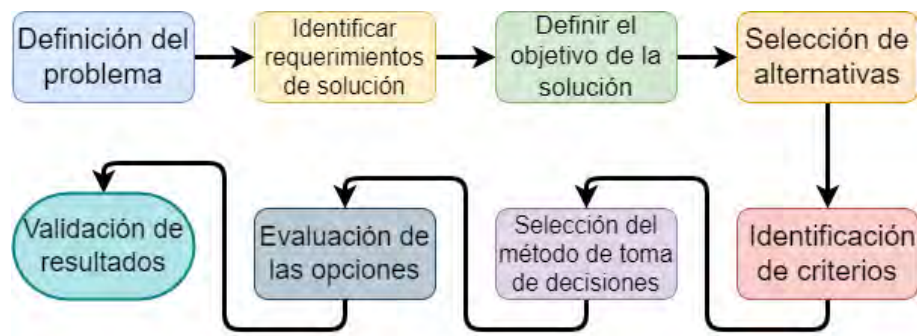 Definición del
problema
Identificar
requerimientos
de solución
Definir el
objetivo de la
solución
Selección de
alternativas
Identificación
de criterios
Selección del
método de toma
de decisiones
Evaluación de
las opciones
Validación de
resultados